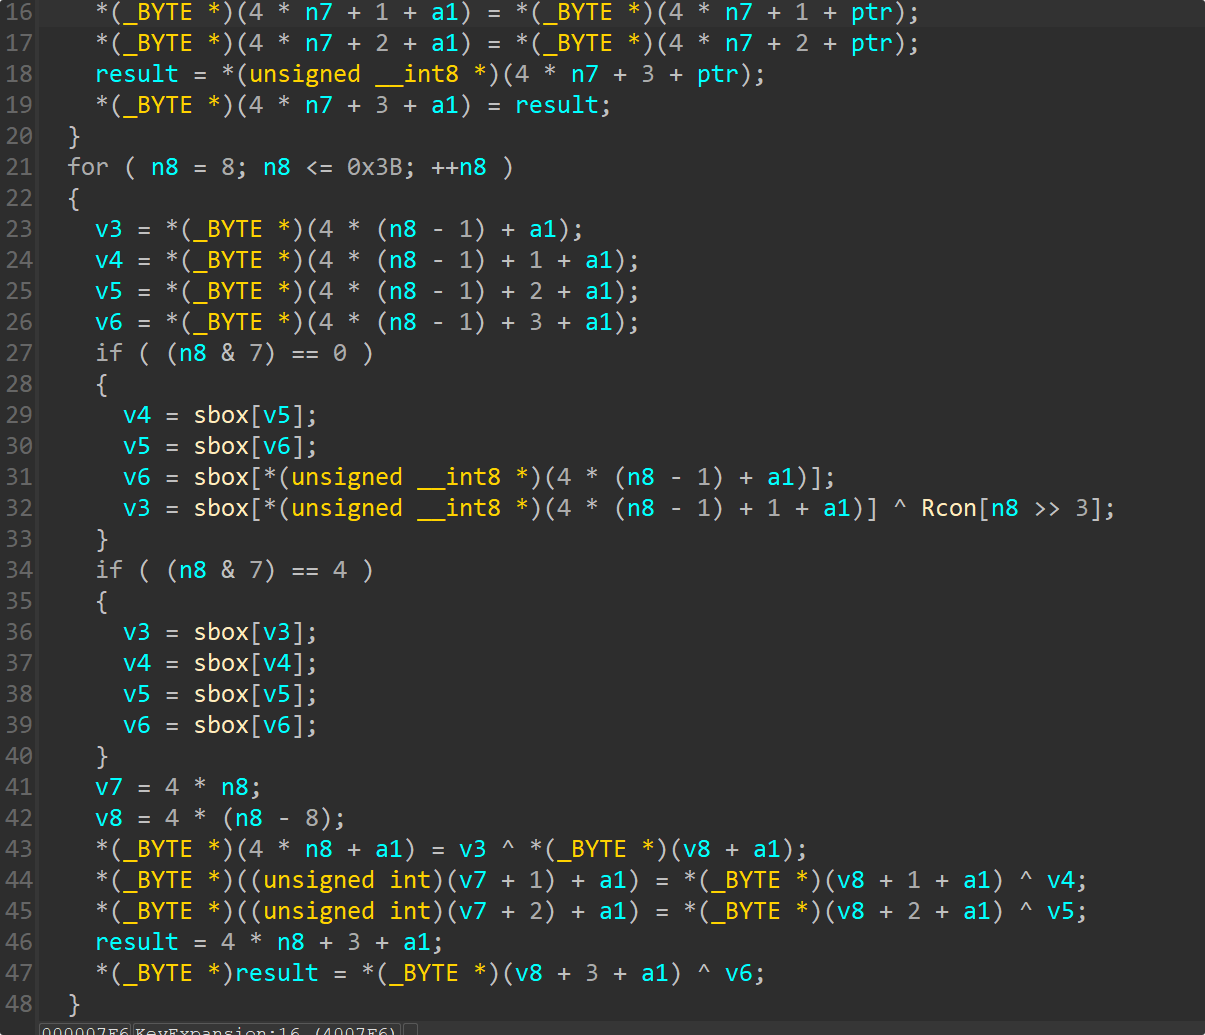 16 *(_BYTE *)(4 * n7 + 1 + a1) = *(_BYTE *)(4 * n7 + 1 + ptr);
17 *(_BYTE *)(4 * n7 + 2 + a1) = *(_BYTE *)(4 * n7 + 2 + ptr);
18 result = *(unsigned __int8 *)(4 * n7 + 3 + ptr);
19 *(_BYTE *)(4 * n7 + 3 + a1) = result;
20 }
21 for ( n8 = 8; n8 <= 0x3B; ++n8 )
22 {
23 v3 = *(_BYTE *)(4 * (n8 - 1) + a1);
24 v4 = *(_BYTE *)(4 * (n8 - 1) + 1 + a1);
25 v5 = *(_BYTE *)(4 * (n8 - 1) + 2 + a1);
26 v6 = *(_BYTE *)(4 * (n8 - 1) + 3 + a1);
27 if ( (n8 & 7) == 0 )
28 {
29 v4 = sbox[v5];
30 v5 = sbox[v6];
31 v6 = sbox[*(unsigned __int8 *)(4 * (n8 - 1) + a1)];
32 v3 = sbox[*(unsigned __int8 *)(4 * (n8 - 1) + 1 + a1)] ^ Rcon[n8 >> 3];
33 }
34 if ( (n8 & 7) == 4 )
35 {
36 v3 = sbox[v3];
37 v4 = sbox[v4];
38 v5 = sbox[v5];
39 v6 = sbox[v6];
40 }
41 v7 = 4 * n8;
42 v8 = 4 * (n8 - 8);
43 *(_BYTE *)(4 * n8 + a1) = v3 ^ *(_BYTE *)(v8 + a1);
44 *(_BYTE *)((unsigned int)(v7 + 1) + a1) = *(_BYTE *)(v8 + 1 + a1) ^ v4;
45 *(_BYTE *)((unsigned int)(v7 + 2) + a1) = *(_BYTE *)(v8 + 2 + a1) ^ v5;
46 result = 4 * n8 + 3 + a1;
47 *(_BYTE *)result = *(_BYTE *)(v8 + 3 + a1) ^ v6;
48 }
000007E6 KeyExpansion:16 (4007E6)